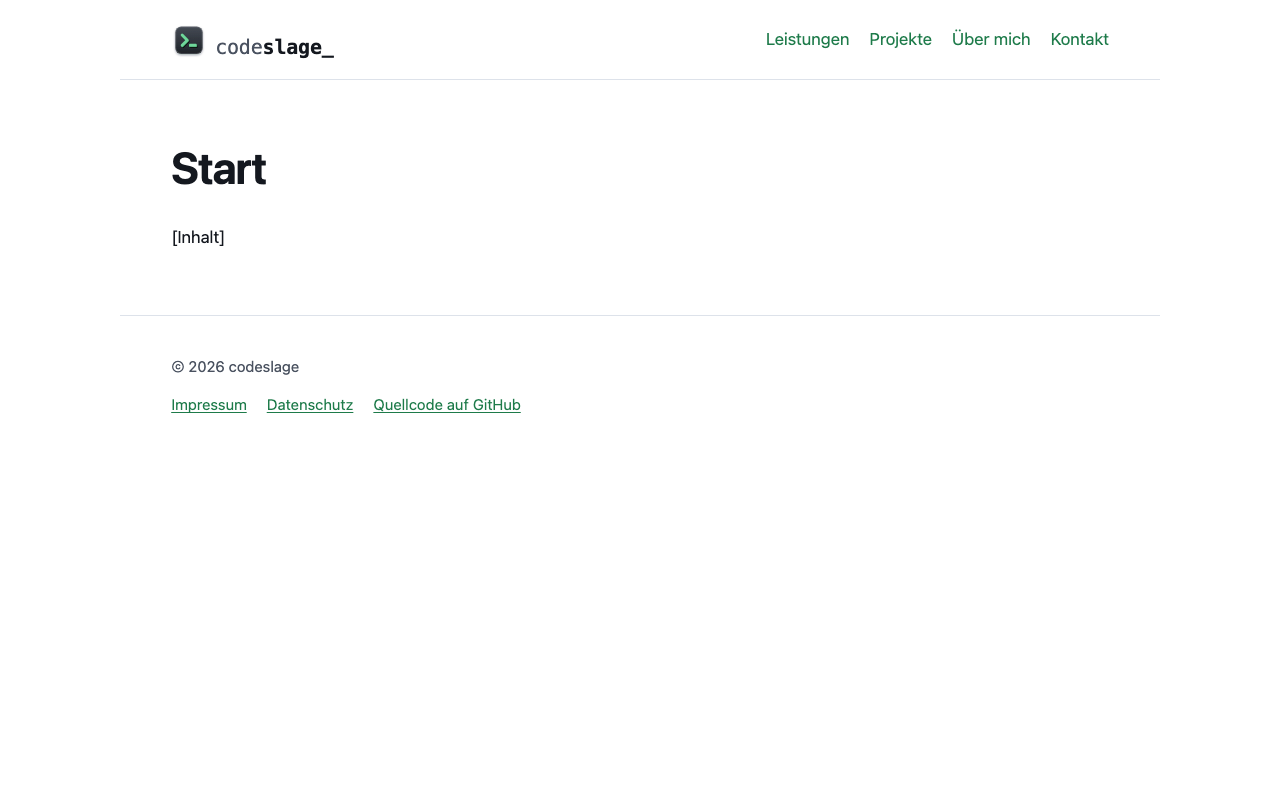 codeslage_
Leistungen Projekte Über mich Kontakt
Start
[Inhalt]
© 2026 codeslage
Impressum Datenschutz Quellcode auf GitHub